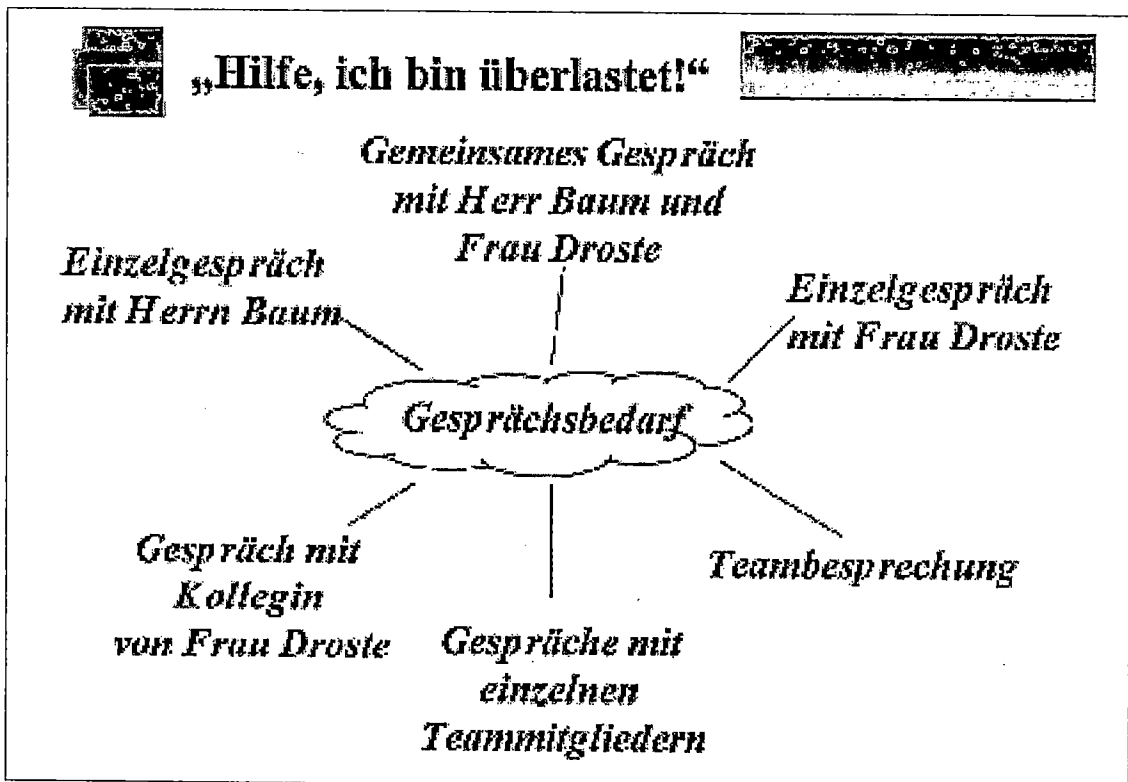 „Hilfe, ich bin überlastet!“
Gemeinsames Gespräch
mit Herr Baum und
Frau Droste
Einzelgespräch
mit Herrn Baum
Einzelgespräch
mit Frau Droste
Gesprächsbedarf
Gespräch mit
Kollegin
von Frau Droste
Teambesprechung
Gespräche mit
einzelnen
Teammitgliedern